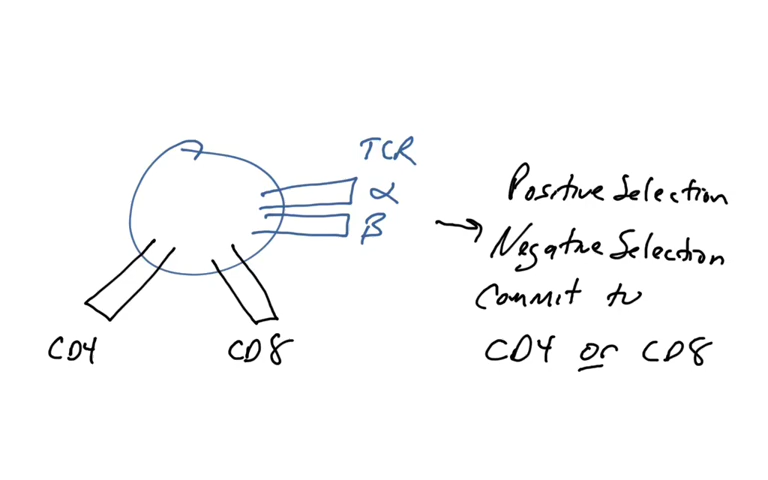 TCR
α
β
CD4
CD8
Positive Selection
Negative Selection
Commit to
CD4 or CD8